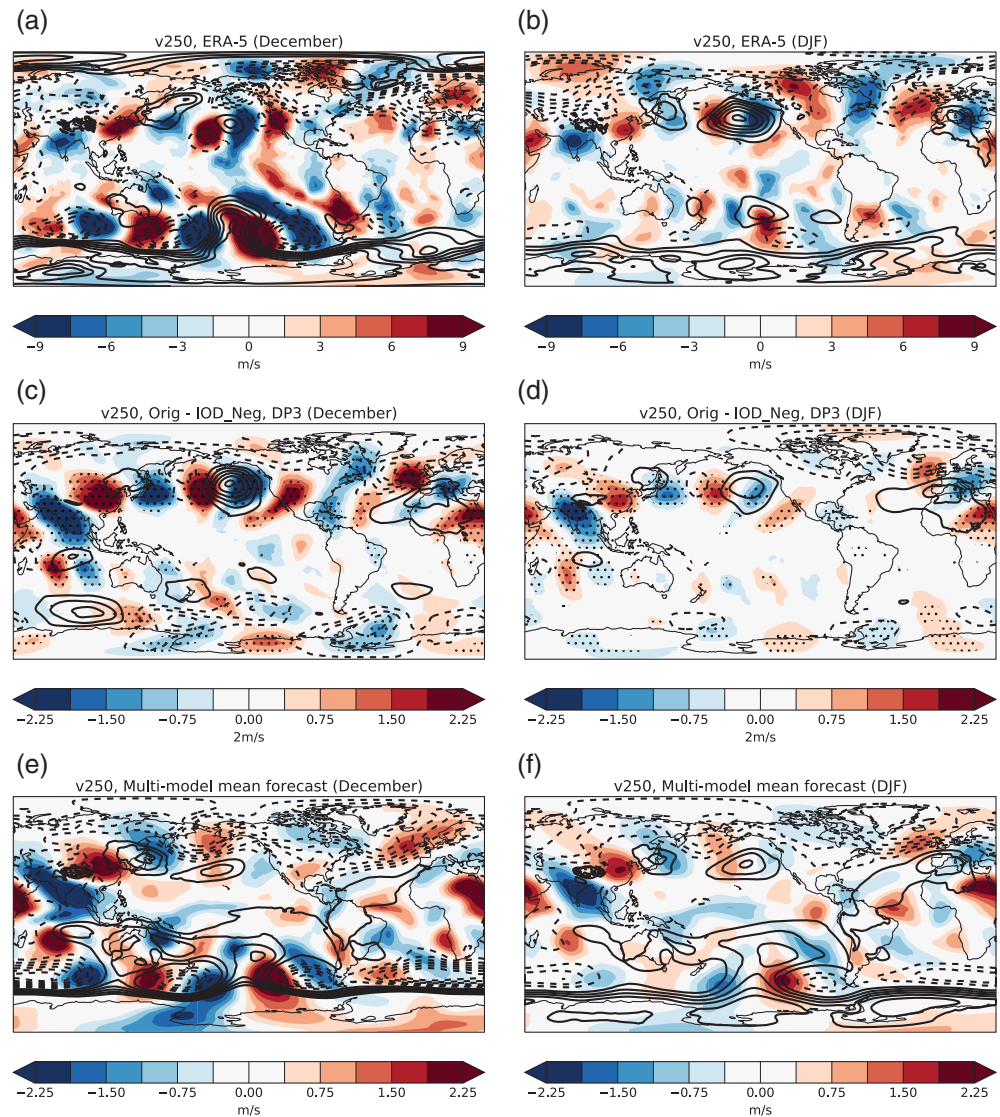 (a)
v250, ERA-5 (December)
−9 −6 −3 0 3 6 9
m/s
(b)
v250, ERA-5 (DJF)
−9 −6 −3 0 3 6 9
m/s
(c)
v250, Orig - IOD_Neg, DP3 (December)
−2.25 −1.50 −0.75 0.00 0.75 1.50 2.25
2m/s
(d)
v250, Orig - IOD_Neg, DP3 (DJF)
−2.25 −1.50 −0.75 0.00 0.75 1.50 2.25
2m/s
(e)
v250, Multi-model mean forecast (December)
−2.25 −1.50 −0.75 0.00 0.75 1.50 2.25
m/s
(f)
v250, Multi-model mean forecast (DJF)
−2.25 −1.50 −0.75 0.00 0.75 1.50 2.25
m/s